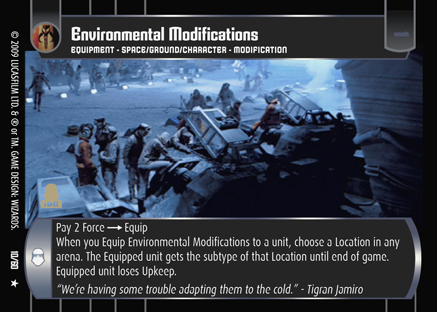 Environmental Modifications
EQUIPMENT - SPACE/GROUND/CHARACTER - MODIFICATION
© 2009 LUCASFILM LTD. & ® or TM. GAME DESIGN: WIZARDS.
Pay 2 Force → Equip
When you Equip Environmental Modifications to a unit, choose a Location in any
arena. The Equipped unit gets the subtype of that Location until end of game.
Equipped unit loses Upkeep.
"We're having some trouble adapting them to the cold." - Tigran Jamiro